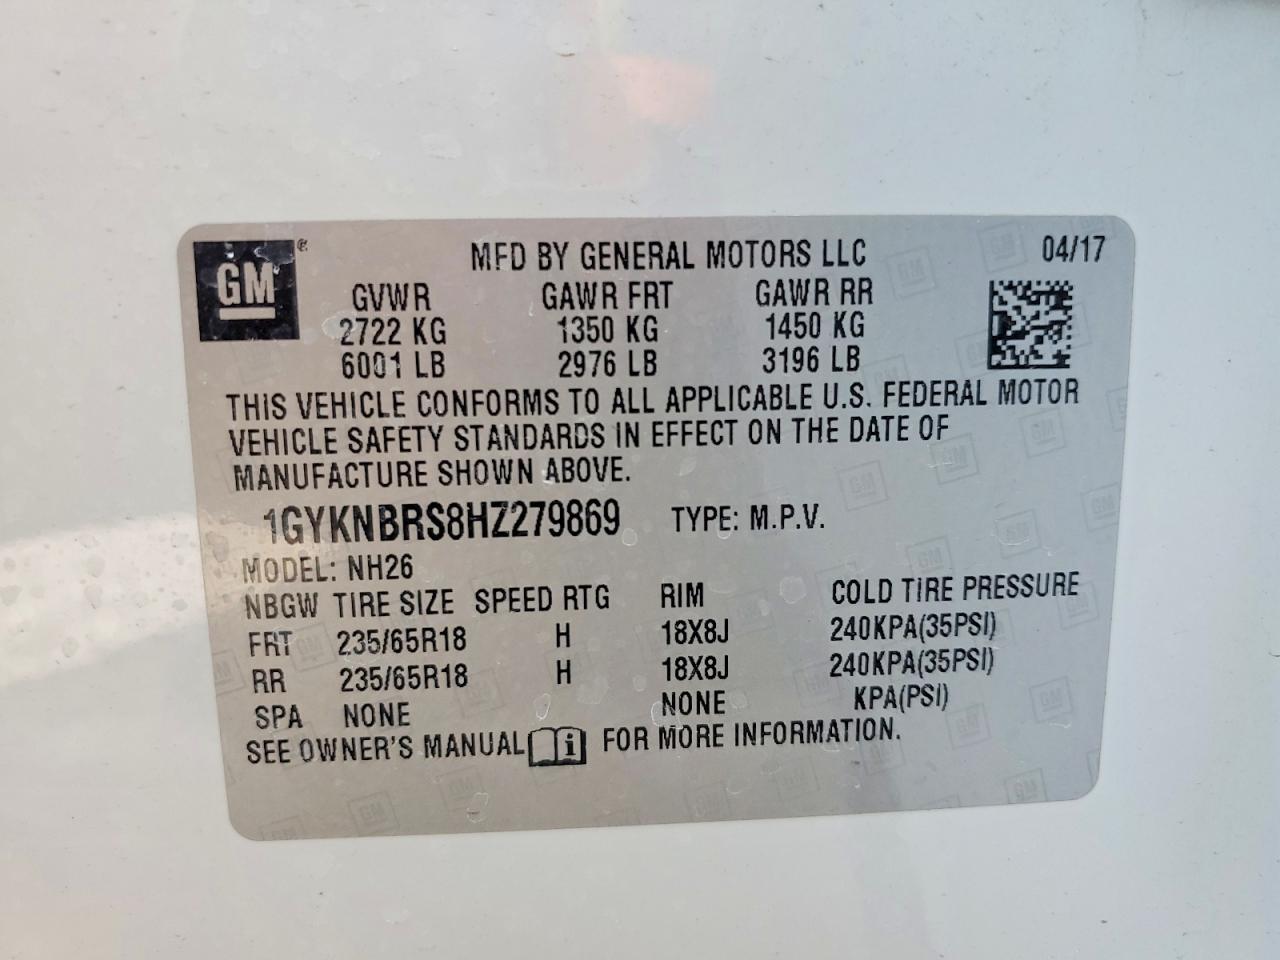 GM ®
MFD BY GENERAL MOTORS LLC 04/17
GVWR GAWR FRT GAWR RR
2722 KG 1350 KG 1450 KG
6001 LB 2976 LB 3196 LB
THIS VEHICLE CONFORMS TO ALL APPLICABLE U.S. FEDERAL MOTOR
VEHICLE SAFETY STANDARDS IN EFFECT ON THE DATE OF
MANUFACTURE SHOWN ABOVE.
1GYKNBRS8HZ279869 TYPE: M.P.V.
MODEL: NH26
NBGW TIRE SIZE SPEED RTG RIM COLD TIRE PRESSURE
FRT 235/65R18 H 18X8J 240KPA(35PSI)
RR 235/65R18 H 18X8J 240KPA(35PSI)
SPA NONE NONE KPA(PSI)
SEE OWNER'S MANUAL i FOR MORE INFORMATION.